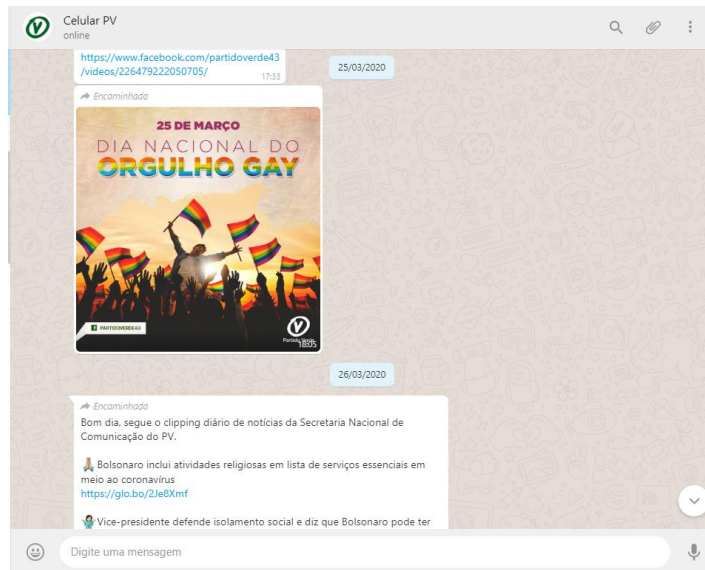 Celular PV
online
https://www.facebook.com/partidoverde43
/videos/226479222050705/
17:33
25/03/2020
Encaminhada
25 DE MARÇO
DIA NACIONAL DO
ORGULHO GAY
PARTIDOVERDE43
Partido Verde
18:05
26/03/2020
Encaminhada
Bom dia, segue o clipping diário de notícias da Secretaria Nacional de
Comunicação do PV.
Bolsonaro inclui atividades religiosas em lista de serviços essenciais em
meio ao coronavírus
https://glo.bo/2Je8Xmf
Vice-presidente defende isolamento social e diz que Bolsonaro pode ter
Digite uma mensagem